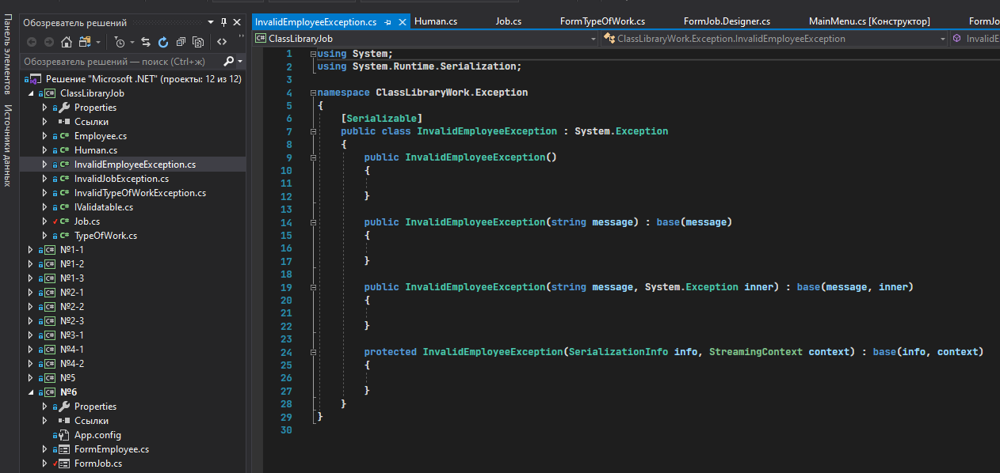 Панель элементов
Источники данных
Обозреватель решений
Обозреватель решений — поиск (Ctrl+ж)
Решение "Microsoft .NET" (проекты: 12 из 12)
ClassLibraryJob
Properties
Ссылки
Employee.cs
Human.cs
InvalidEmployeeException.cs
InvalidJobException.cs
InvalidTypeOfWorkException.cs
IValidatable.cs
Job.cs
TypeOfWork.cs
№1-1
№1-2
№1-3
№2-1
№2-2
№2-3
№3-1
№4-1
№4-2
№5
№6
Properties
Ссылки
App.config
FormEmployee.cs
FormJob.cs
InvalidEmployeeException.cs Human.cs Job.cs FormTypeOfWork.cs FormJob.Designer.cs MainMenu.cs [Конструктор] FormJo
ClassLibraryJob ClassLibraryWork.Exception.InvalidEmployeeException InvalidE
1 using System;
2 using System.Runtime.Serialization;
3
4 namespace ClassLibraryWork.Exception
5 {
6 [Serializable]
7 public class InvalidEmployeeException : System.Exception
8 {
9 public InvalidEmployeeException()
10 {
11
12 }
13
14 public InvalidEmployeeException(string message) : base(message)
15 {
16
17 }
18
19 public InvalidEmployeeException(string message, System.Exception inner) : base(message, inner)
20 {
21
22 }
23
24 protected InvalidEmployeeException(SerializationInfo info, StreamingContext context) : base(info, context)
25 {
26
27 }
28 }
29 }
30